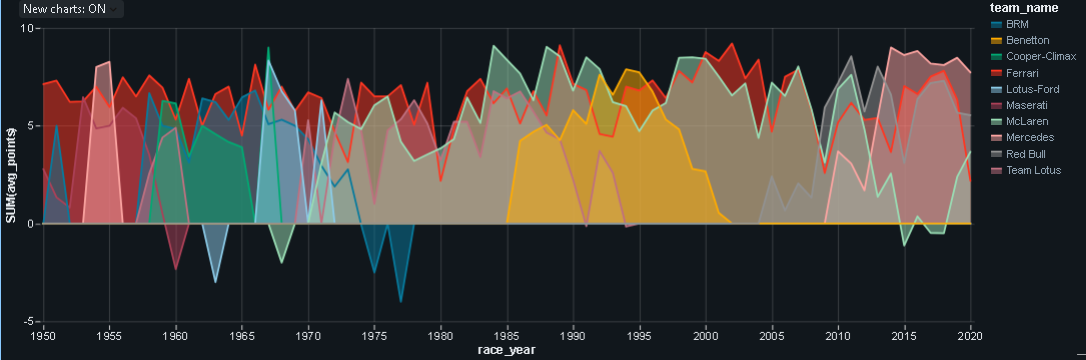 New charts: ON
team_name
BRM
Benetton
Cooper-Climax
Ferrari
Lotus-Ford
Maserati
McLaren
Mercedes
Red Bull
Team Lotus
SUM(avg_points)
10
5
0
-5
1950 1955 1960 1965 1970 1975 1980 1985 1990 1995 2000 2005 2010 2015 2020
race_year